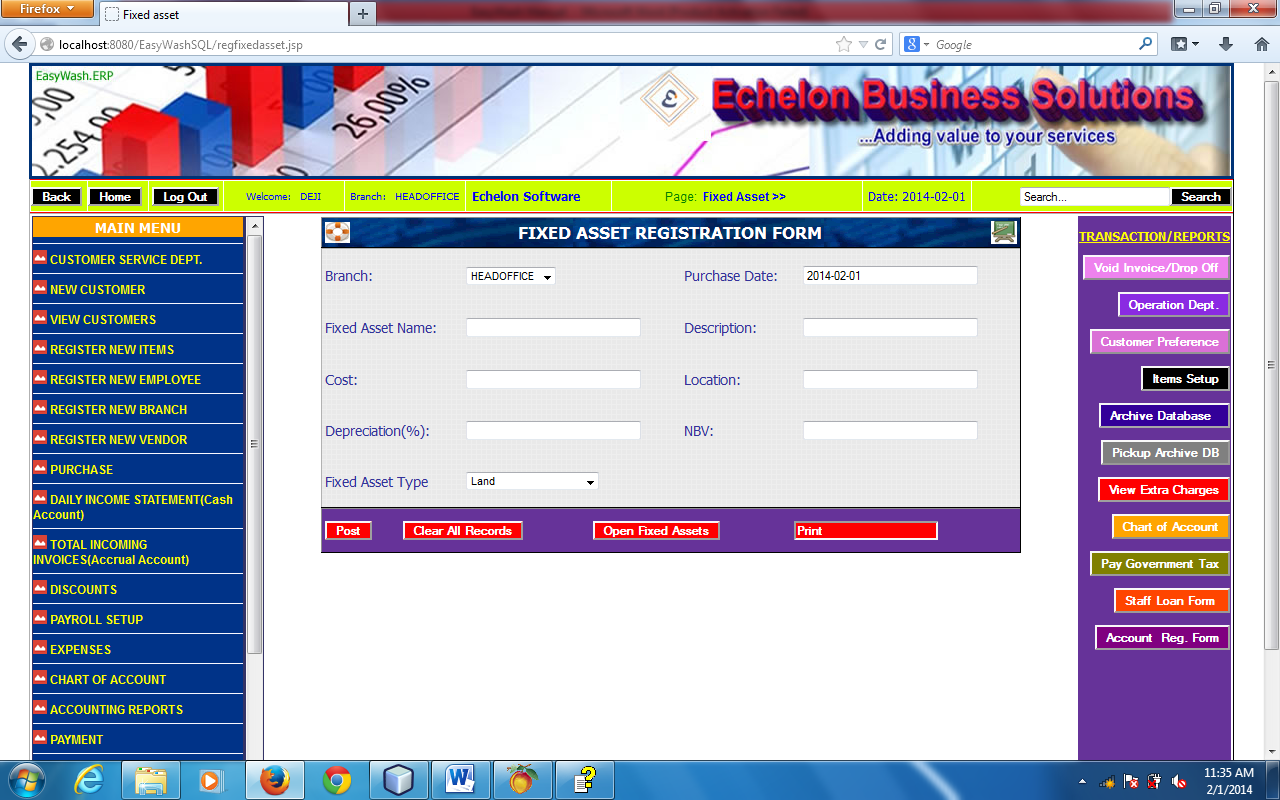 Firefox
Fixed asset
localhost:8080/EasyWashSQL/regfixedasset.jsp
Google
EasyWash.ERP
2.254,00
26,00%
Echelon Business Solutions
...Adding value to your services
Back Home Log Out Welcome: DEJI Branch: HEADOFFICE Echelon Software Page: Fixed Asset >> Date: 2014-02-01 Search... Search
MAIN MENU
CUSTOMER SERVICE DEPT.
NEW CUSTOMER
VIEW CUSTOMERS
REGISTER NEW ITEMS
REGISTER NEW EMPLOYEE
REGISTER NEW BRANCH
REGISTER NEW VENDOR
PURCHASE
DAILY INCOME STATEMENT(Cash
Account)
TOTAL INCOMING
INVOICES(Accrual Account)
DISCOUNTS
PAYROLL SETUP
EXPENSES
CHART OF ACCOUNT
ACCOUNTING REPORTS
PAYMENT
FIXED ASSET REGISTRATION FORM
Branch: HEADOFFICE Purchase Date: 2014-02-01
Fixed Asset Name: Description:
Cost: Location:
Depreciation(%): NBV:
Fixed Asset Type Land
Post Clear All Records Open Fixed Assets Print
TRANSACTION/REPORTS
Void Invoice/Drop Off
Operation Dept.
Customer Preference
Items Setup
Archive Database
Pickup Archive DB
View Extra Charges
Chart of Account
Pay Government Tax
Staff Loan Form
Account Reg. Form
11:35 AM
2/1/2014